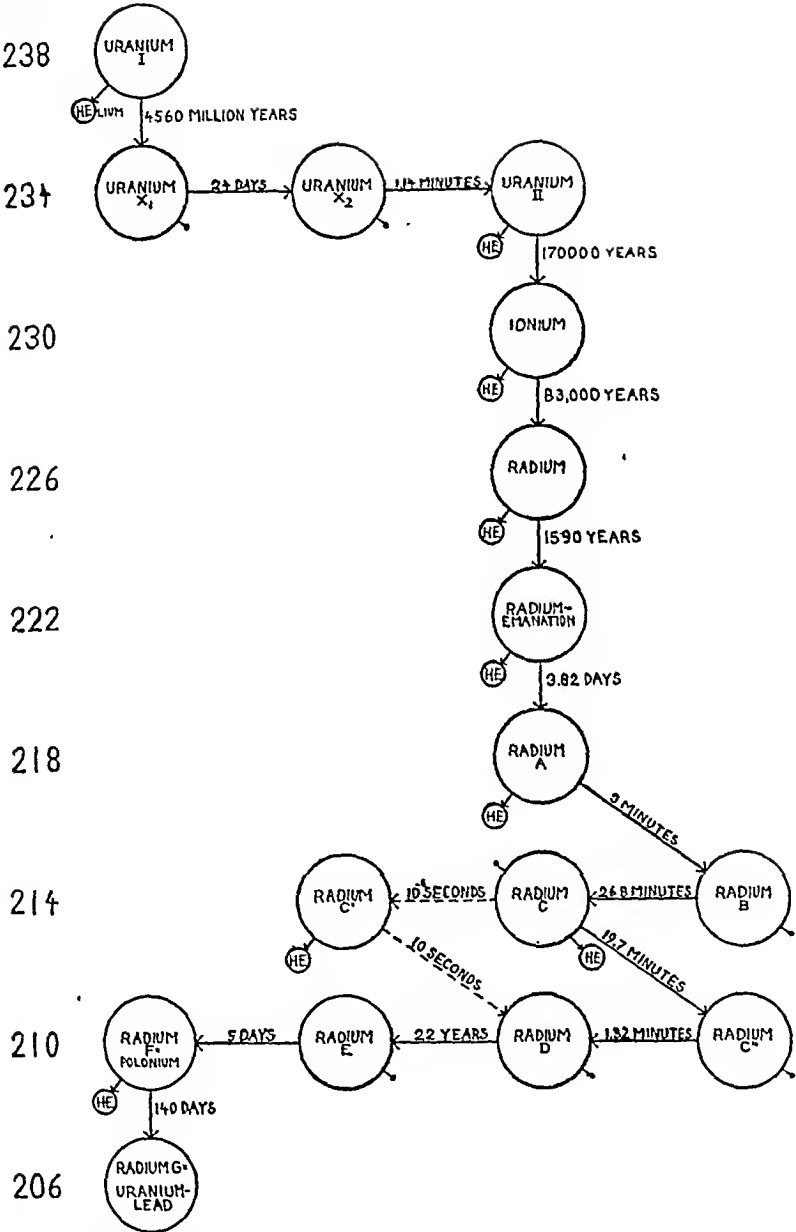 238
URANIUM
I
HELIUM
4560 MILLION YEARS
234
URANIUM
X₁
24 DAYS
URANIUM
X₂
1.14 MINUTES
URANIUM
II
HE
170000 YEARS
230
IONIUM
HE
83,000 YEARS
226
RADIUM
HE
1590 YEARS
222
RADIUM-
EMANATION
HE
3.82 DAYS
218
RADIUM
A
HE
3 MINUTES
214
RADIUM
C'
HE
10 SECONDS
RADIUM
C
HE
26.8 MINUTES
RADIUM
B
10 SECONDS
19.7 MINUTES
210
RADIUM
F=
POLONIUM
HE
5 DAYS
RADIUM
E
22 YEARS
RADIUM
D
1.32 MINUTES
RADIUM
C"
140 DAYS
206
RADIUM G=
URANIUM-
LEAD